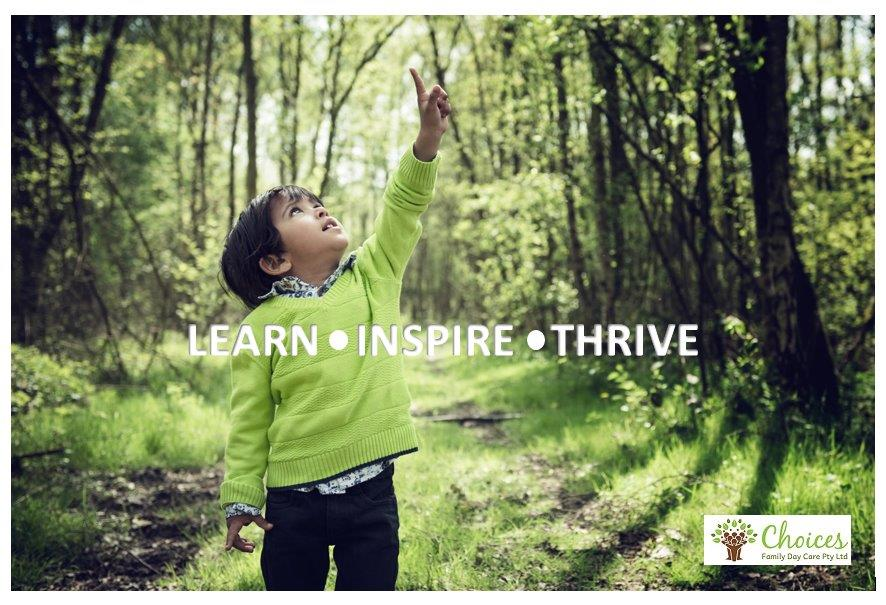 LEARN•INSPIRE•THRIVE
Choices
Family Day Care Pty Ltd